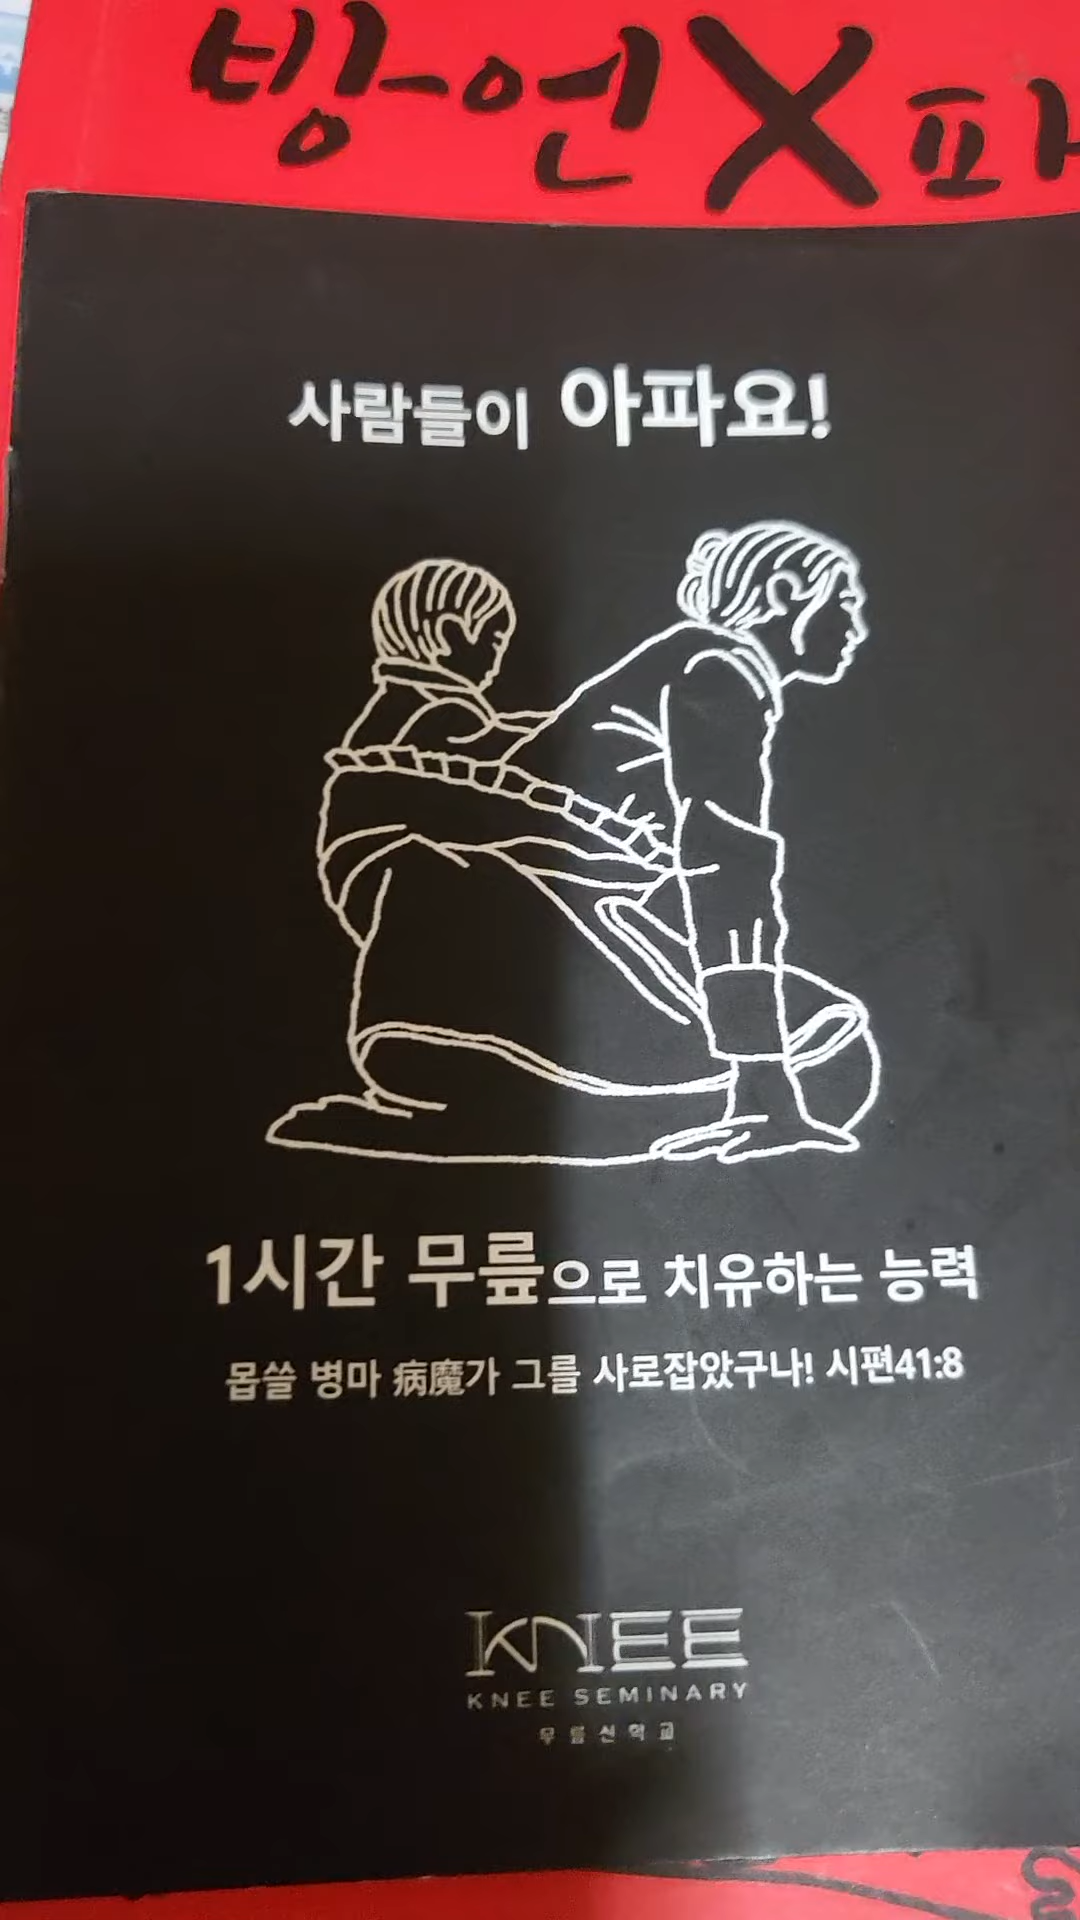 방언X파
사람들이 아파요!
1시간 무릎으로 치유하는 능력
몹쓸 병마 病魔가 그를 사로잡았구나! 시편41:8
KNEE
KNEE SEMINARY
무릎신학교